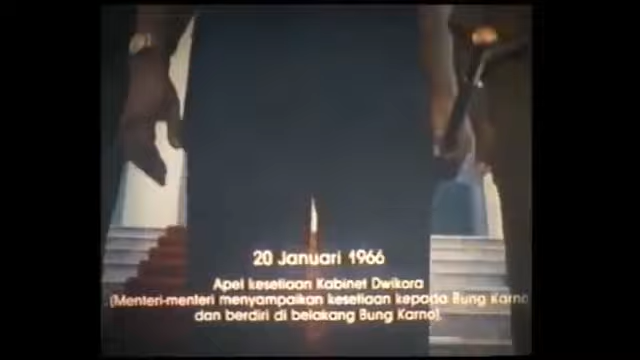 20 Januari 1966
Apel kesetiaan Kabinet Dwikora
(Menteri-menteri menyampaikan kesetiaan kepada Bung Karno
dan berdiri di belakang Bung Karno).